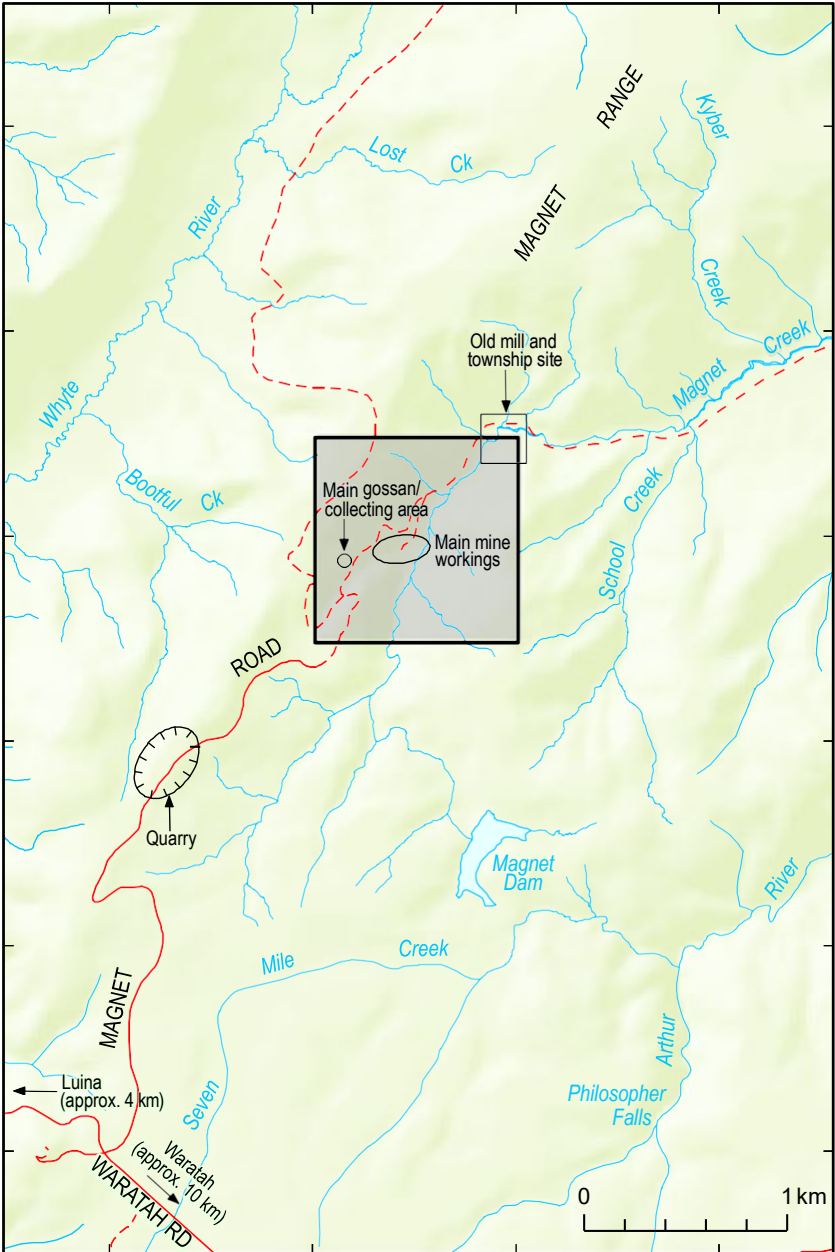 RANGE
Kyber
Lost Ck
River
MAGNET
Creek
Old mill and
township site
Creek
Magnet
Whyte
Bootful Ck
Main gossan/
collecting area
Creek
Main mine
workings
School
ROAD
Quarry
Magnet
Dam
River
Creek
Mile
MAGNET
Arthur
Luina
(approx. 4 km)
Seven
Philosopher
Falls
Waratah
(approx. 10 km)
WARATAH RD
0 1 km